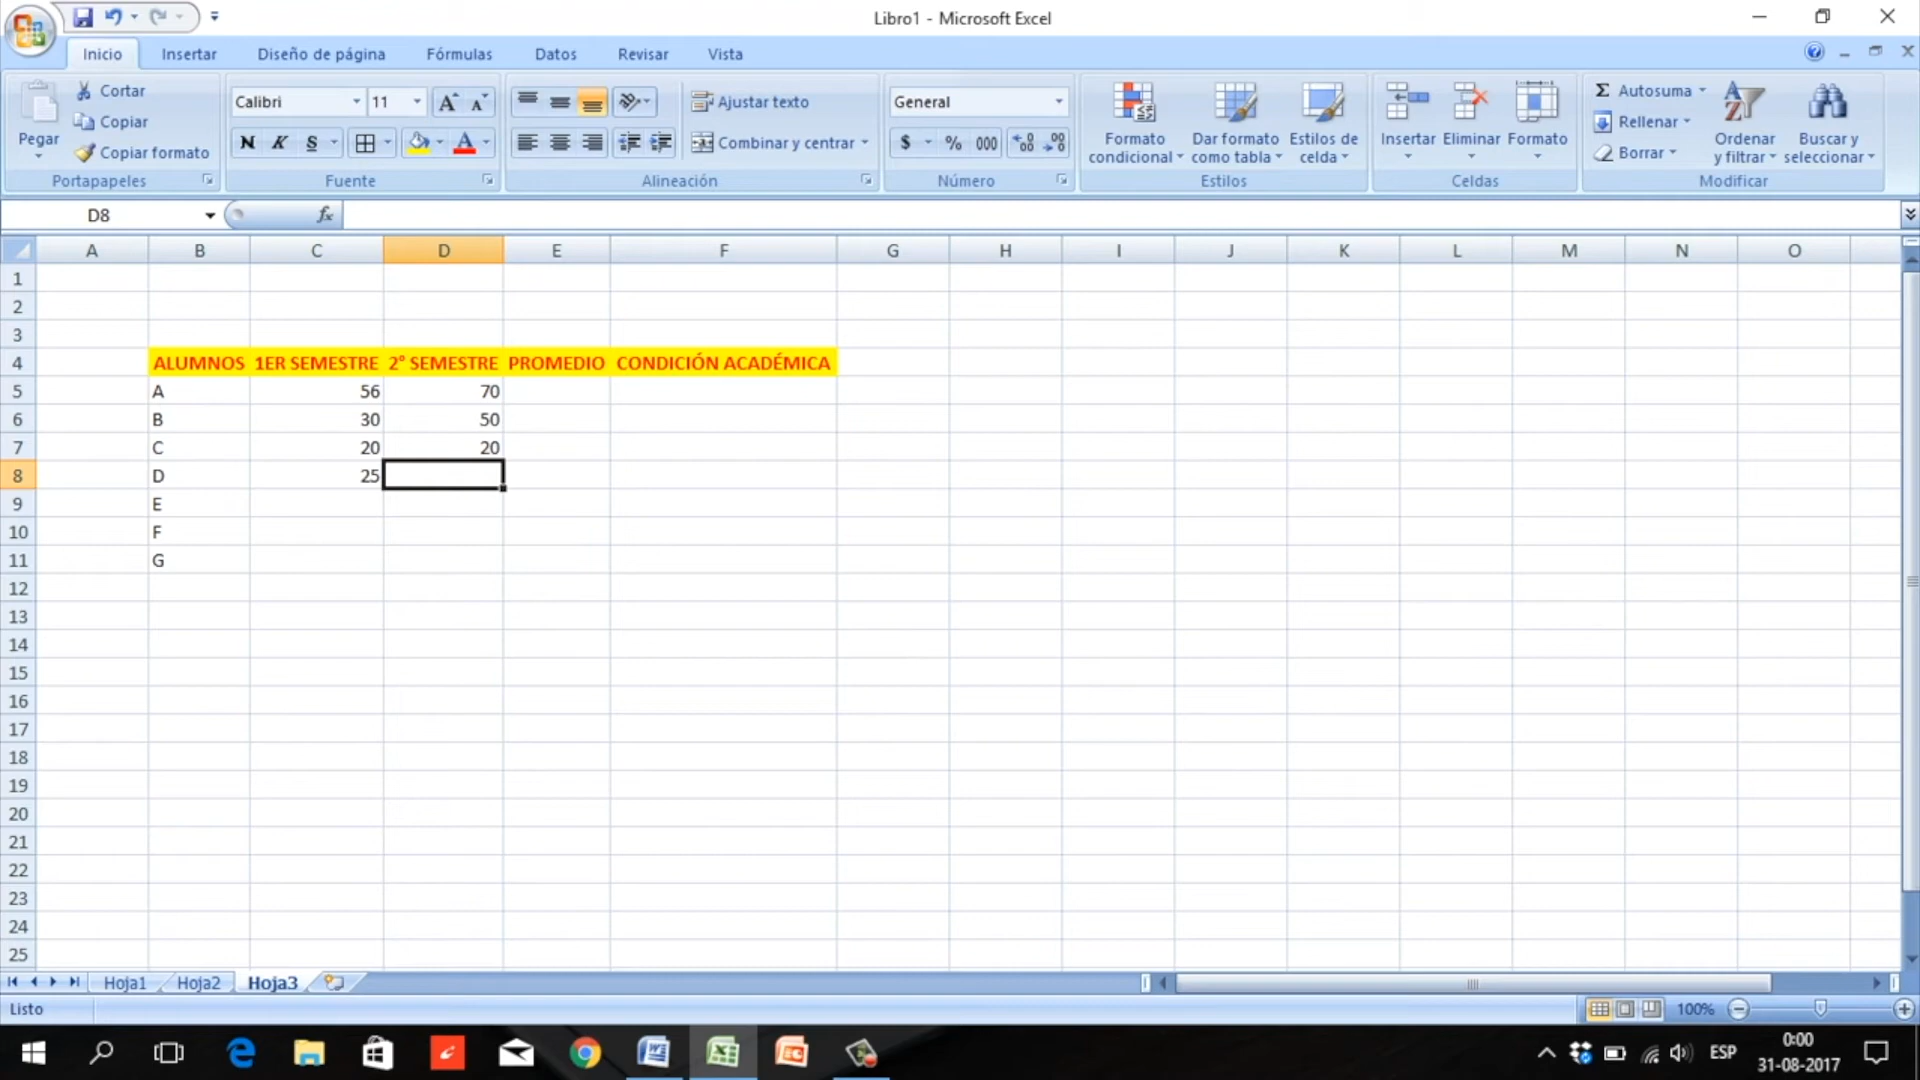 Libro1 - Microsoft Excel
Inicio Insertar Diseño de página Fórmulas Datos Revisar Vista
Pegar
Cortar
Copiar
Copiar formato
Portapapeles
Calibri 11
N K S
Fuente
Ajustar texto
Combinar y centrar
Alineación
General
$ % 000
Número
Formato condicional
Dar formato como tabla
Estilos de celda
Estilos
Insertar Eliminar Formato
Celdas
Σ Autosuma
Rellenar
Borrar
Ordenar y filtrar
Buscar y seleccionar
Modificar
D8 fx
A B C D E F G H I J K L M N O
1
2
3
4 ALUMNOS 1ER SEMESTRE 2º SEMESTRE PROMEDIO CONDICIÓN ACADÉMICA
5 A 56 70
6 B 30 50
7 C 20 20
8 D 25
9 E
10 F
11 G
12
13
14
15
16
17
18
19
20
21
22
23
24
25
Hoja1 Hoja2 Hoja3
Listo 100%
ESP 0:00
31-08-2017